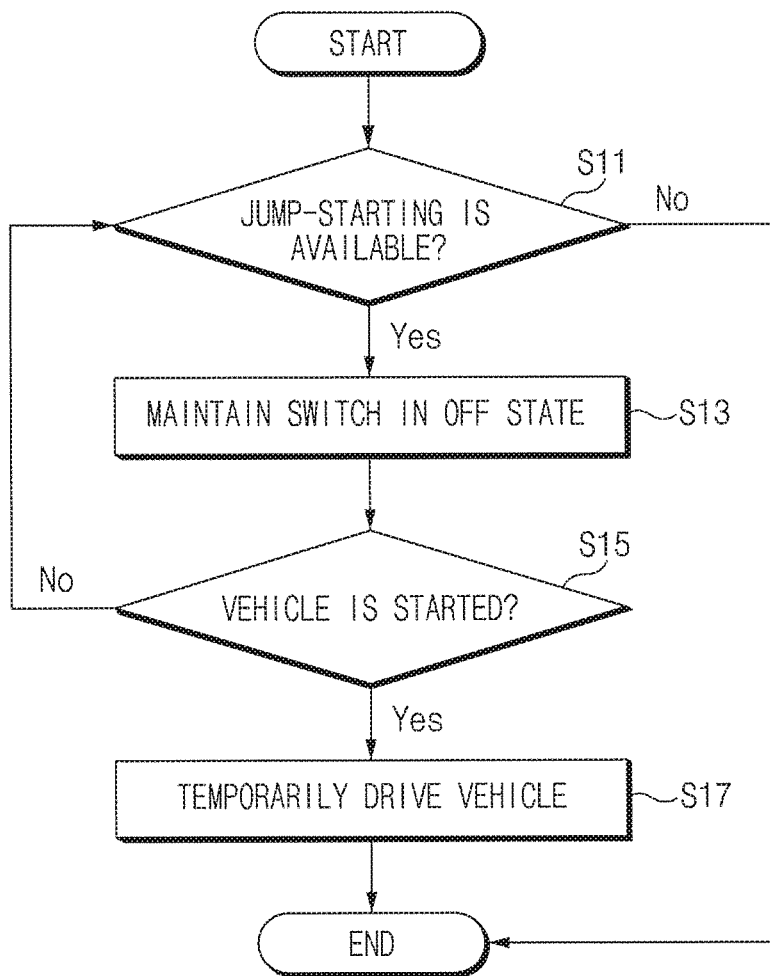 START
S11
JUMP-STARTING IS
AVAILABLE?
No
Yes
MAINTAIN SWITCH IN OFF STATE
S13
S15
VEHICLE IS STARTED?
No
Yes
TEMPORARILY DRIVE VEHICLE
S17
END